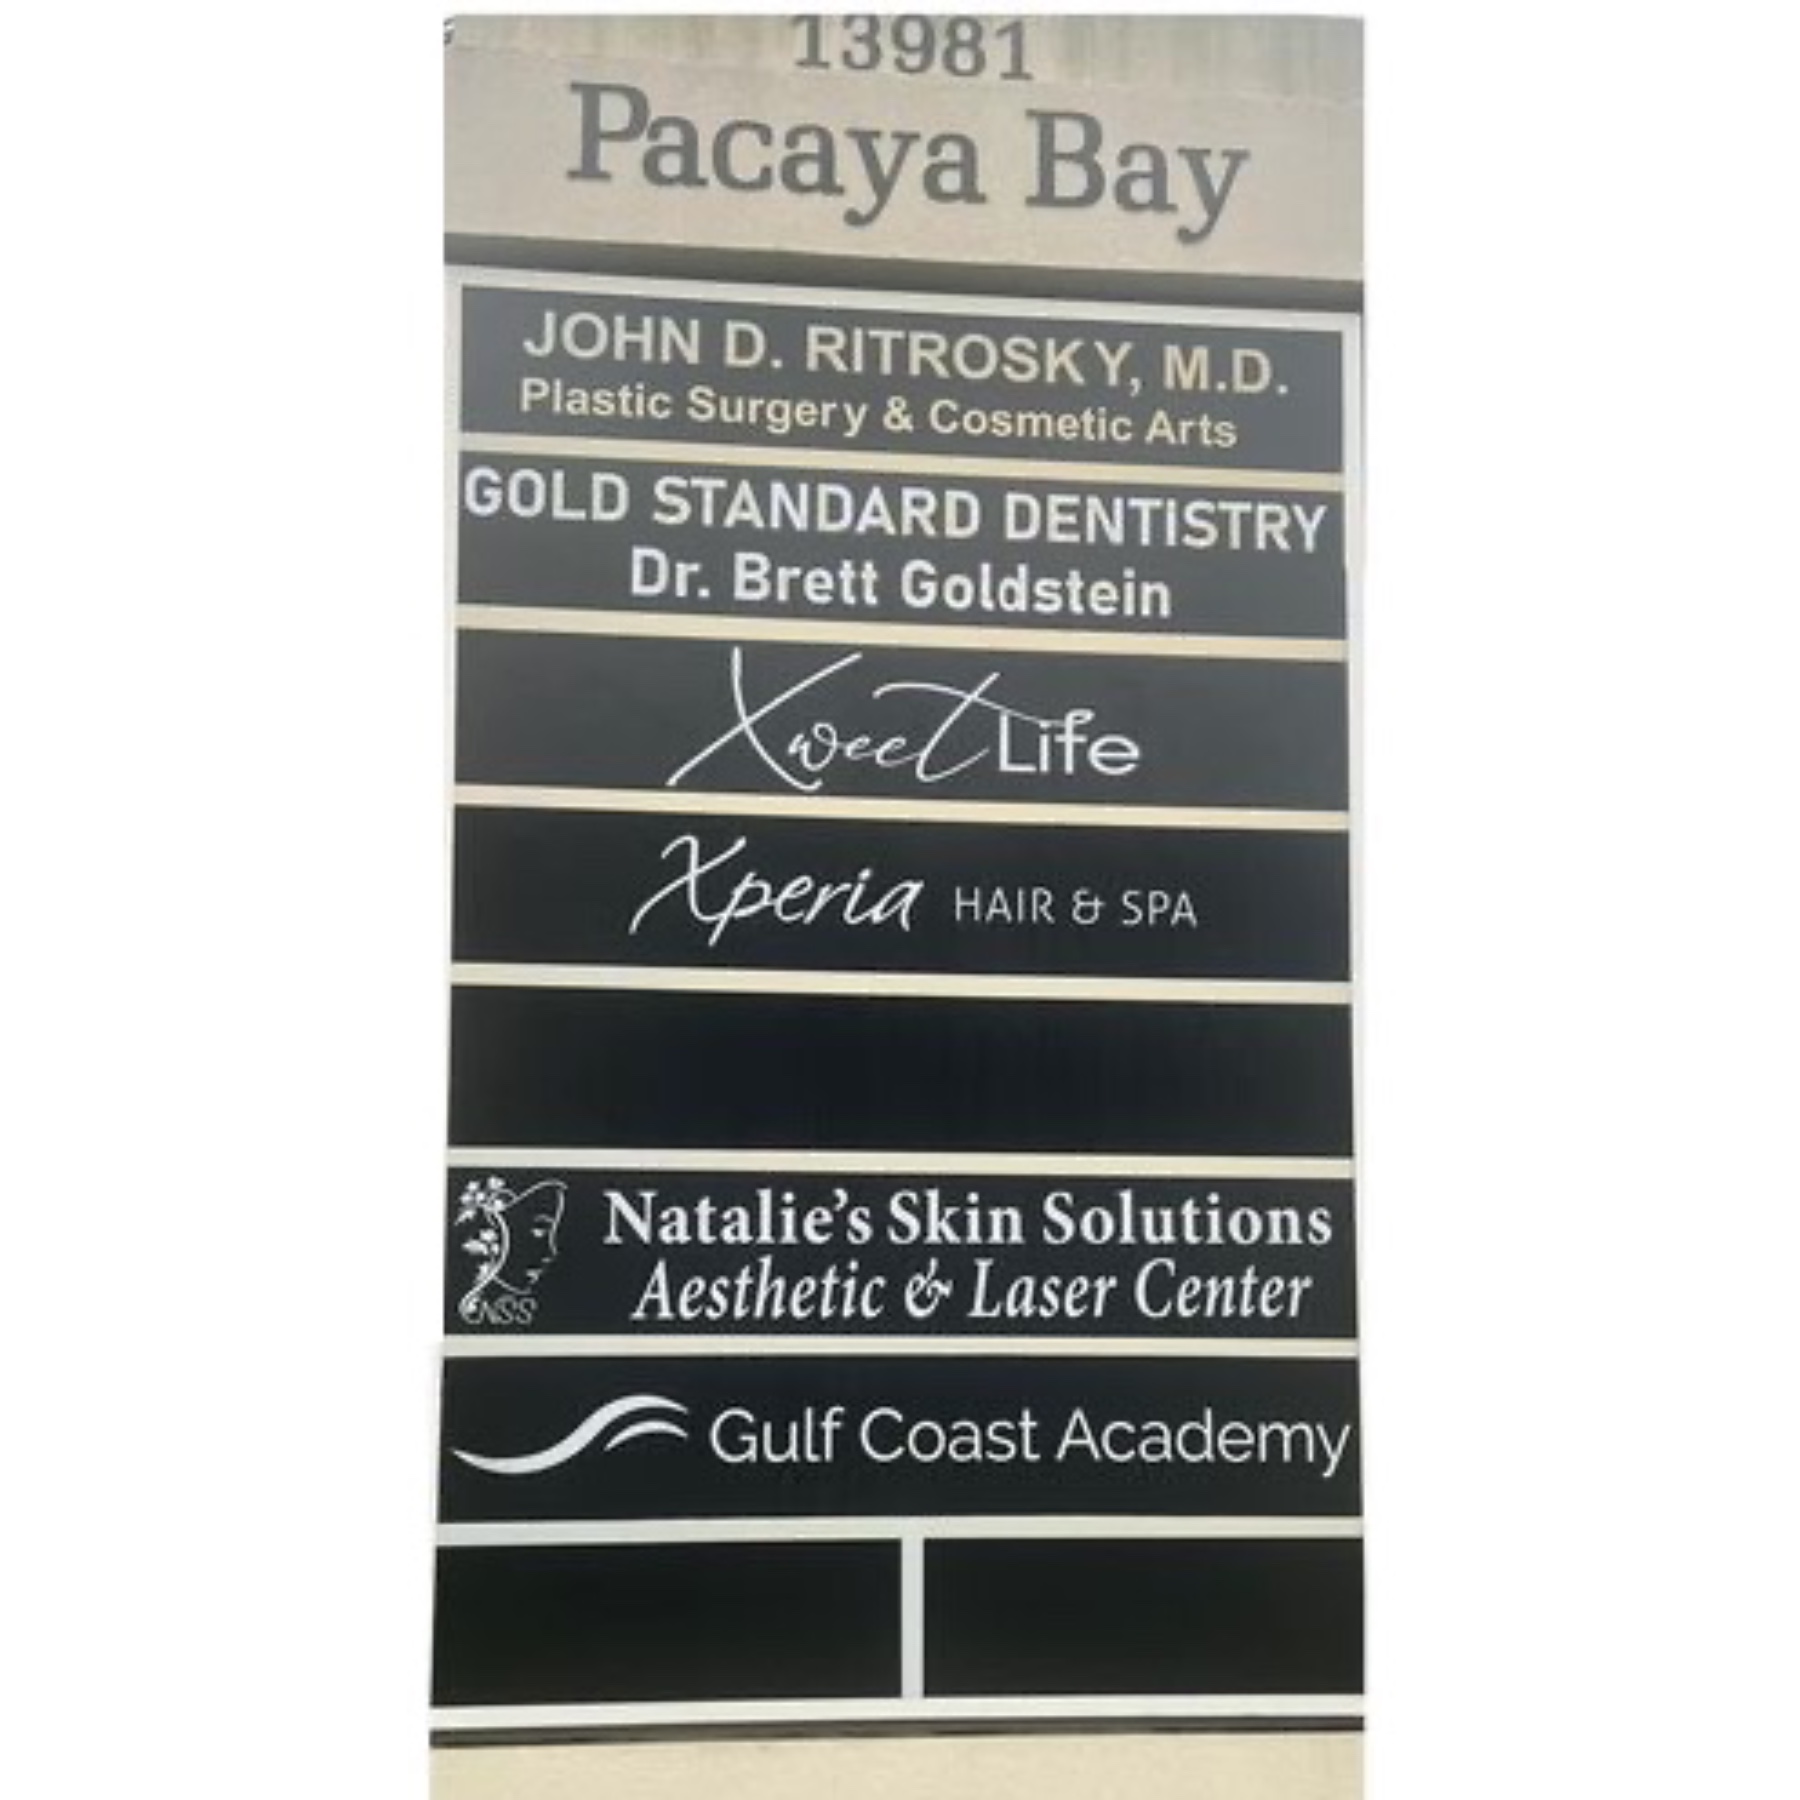 13981
Pacaya Bay
JOHN D. RITROSKY, M.D.
Plastic Surgery & Cosmetic Arts
GOLD STANDARD DENTISTRY
Dr. Brett Goldstein
Xweet Life
Xperia HAIR & SPA
Natalie's Skin Solutions
Aesthetic & Laser Center
NSS
Gulf Coast Academy